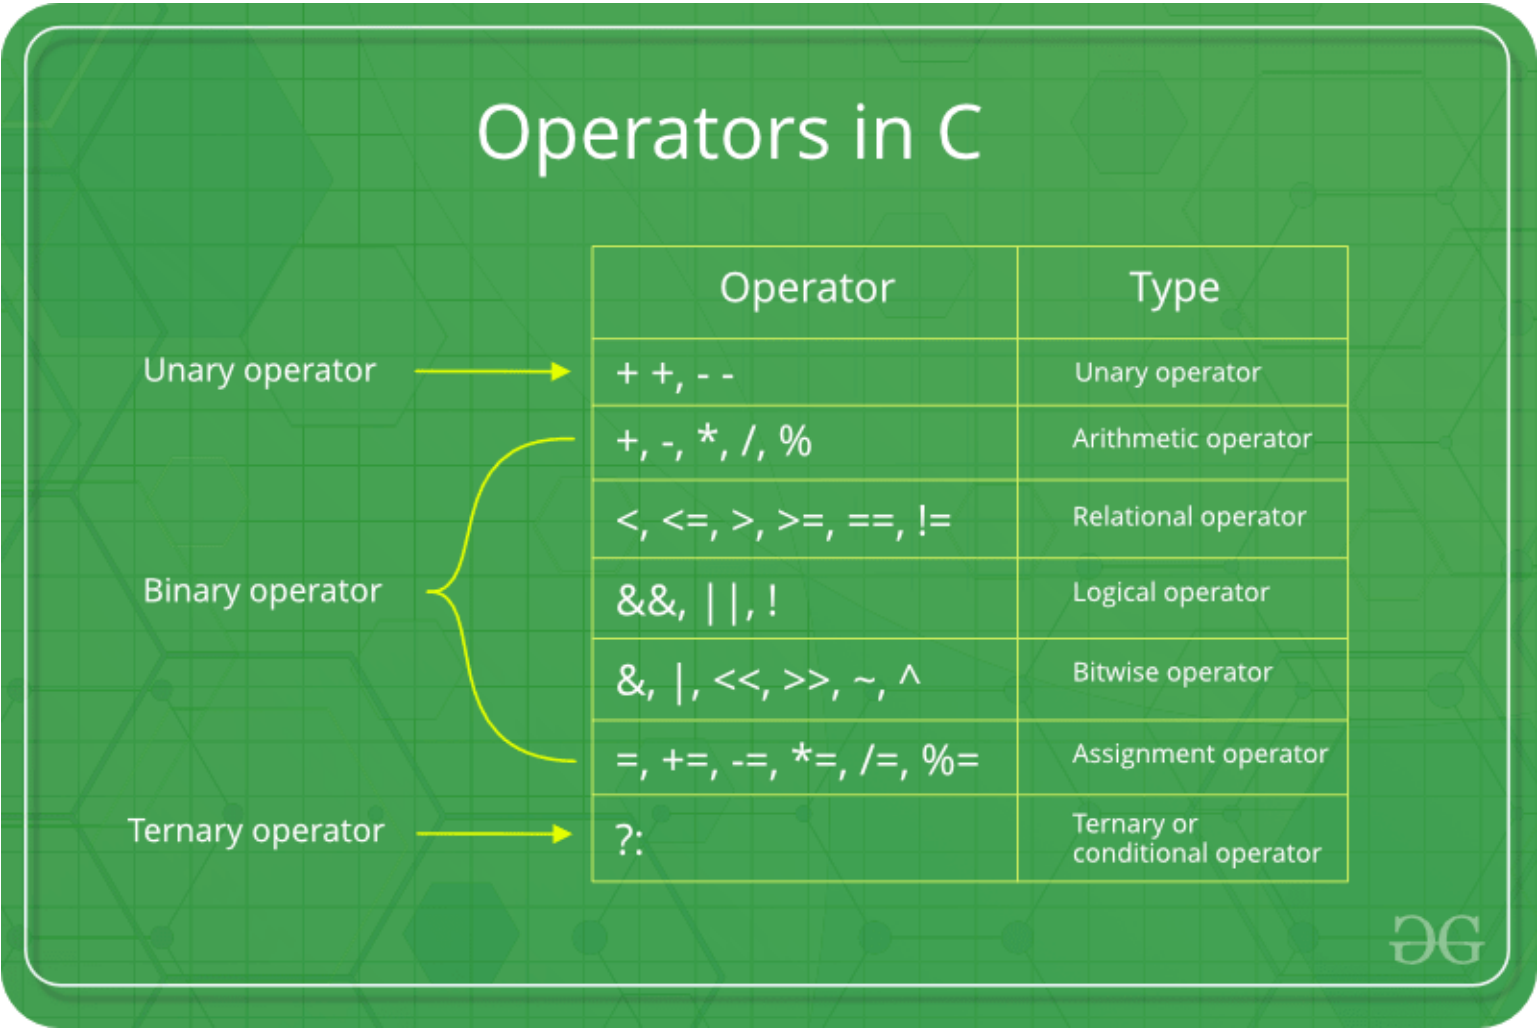 Operators in C
Operator Type
Unary operator + +, - - Unary operator
+, -, *, /, % Arithmetic operator
<, <=, >, >=, ==, != Relational operator
Binary operator &&, ||, ! Logical operator
&, |, <<, >>, ~, ^ Bitwise operator
=, +=, -=, *=, /=, %= Assignment operator
Ternary operator ?: Ternary or
conditional operator
GG